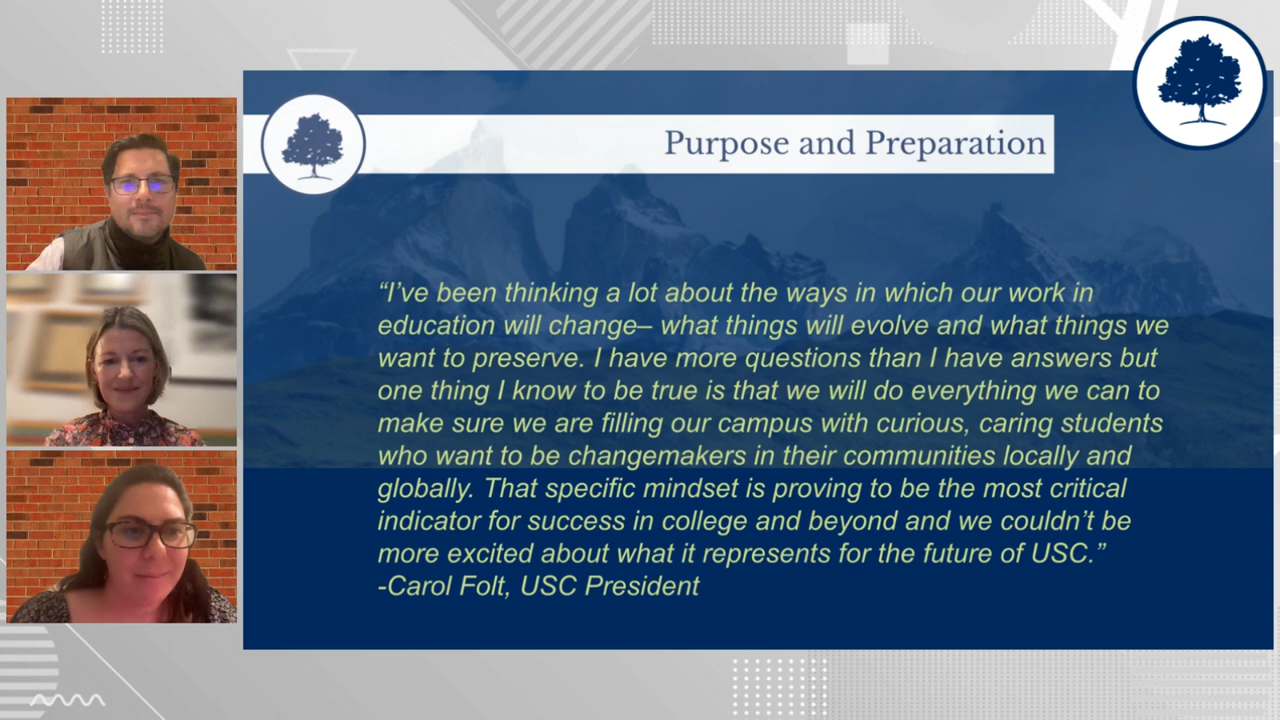 Purpose and Preparation
“I’ve been thinking a lot about the ways in which our work in
education will change– what things will evolve and what things we
want to preserve. I have more questions than I have answers but
one thing I know to be true is that we will do everything we can to
make sure we are filling our campus with curious, caring students
who want to be changemakers in their communities locally and
globally. That specific mindset is proving to be the most critical
indicator for success in college and beyond and we couldn’t be
more excited about what it represents for the future of USC.”
-Carol Folt, USC President